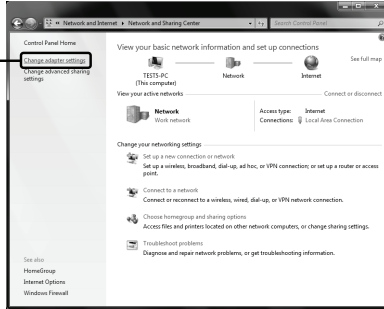 Network and Internet ▸ Network and Sharing Center
Search Control Panel
Control Panel Home
Change adapter settings
Change advanced sharing
settings
View your basic network information and set up connections
See full map
TEST5-PC
(This computer)
Network
Internet
View your active networks
Connect or disconnect
Network
Work network
Access type: Internet
Connections: Local Area Connection
Change your networking settings
Set up a new connection or network
Set up a wireless, broadband, dial-up, ad hoc, or VPN connection; or set up a router or access
point.
Connect to a network
Connect or reconnect to a wireless, wired, dial-up, or VPN network connection.
Choose homegroup and sharing options
Access files and printers located on other network computers, or change sharing settings.
Troubleshoot problems
Diagnose and repair network problems, or get troubleshooting information.
See also
HomeGroup
Internet Options
Windows Firewall